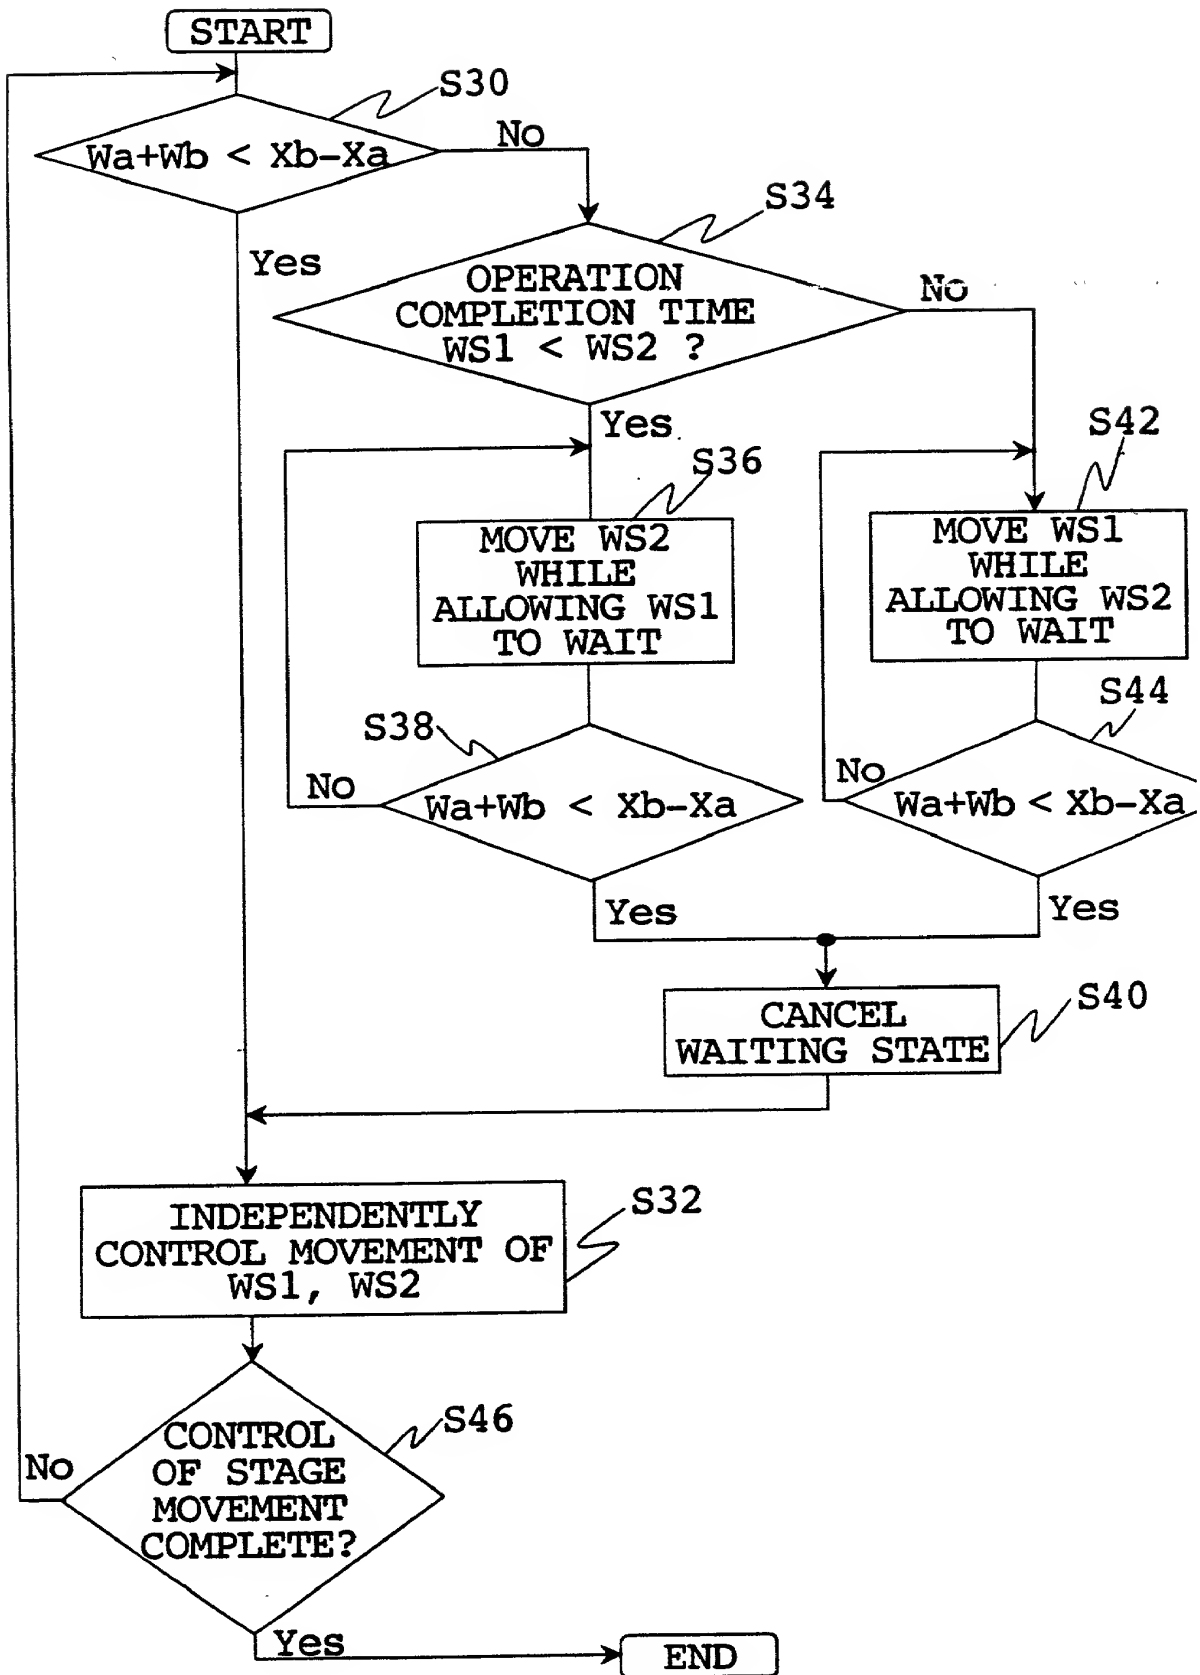 START
S30
Wa+Wb < Xb-Xa
No
Yes
S34
OPERATION
COMPLETION TIME
WS1 < WS2 ?
No
Yes
S36
MOVE WS2
WHILE
ALLOWING WS1
TO WAIT
S42
MOVE WS1
WHILE
ALLOWING WS2
TO WAIT
S38
Wa+Wb < Xb-Xa
No
Yes
S44
Wa+Wb < Xb-Xa
No
Yes
S40
CANCEL
WAITING STATE
S32
INDEPENDENTLY
CONTROL MOVEMENT OF
WS1, WS2
S46
CONTROL
OF STAGE
MOVEMENT
COMPLETE?
No
Yes
END